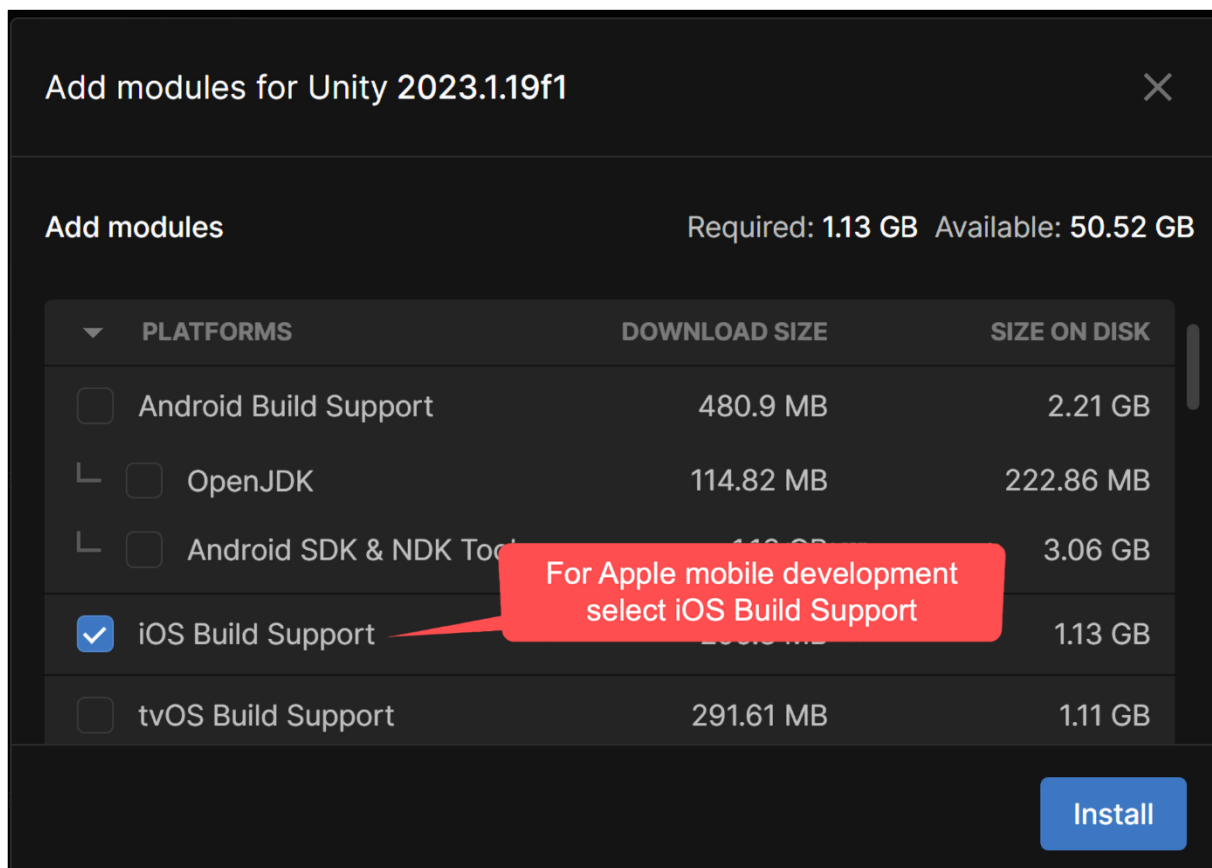 Add modules for Unity 2023.1.19f1
Add modules Required: 1.13 GB Available: 50.52 GB
PLATFORMS DOWNLOAD SIZE SIZE ON DISK
Android Build Support 480.9 MB 2.21 GB
OpenJDK 114.82 MB 222.86 MB
Android SDK & NDK 3.06 GB
For Apple mobile development
select iOS Build Support
iOS Build Support 1.13 GB
tvOS Build Support 291.61 MB 1.11 GB
Install